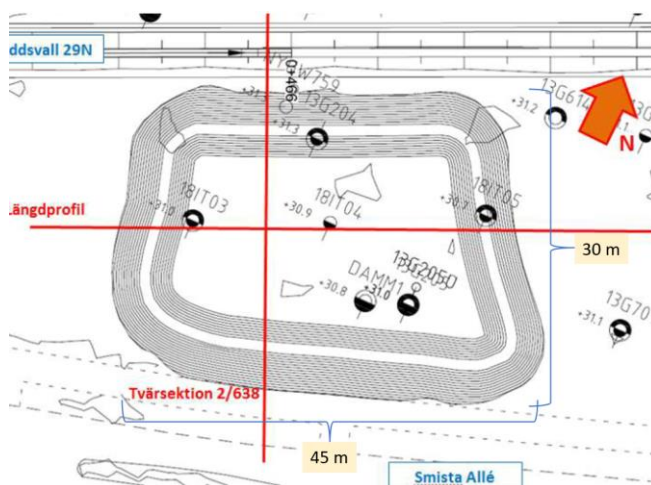 ddsvall 29N
0+466
13G204
+31.3
13G614
+31.2
N
18IT03
+31.0
18IT04
+30.9
18IT05
+30.7
Längdprofil
30 m
DAMM1
+30.8
+31.0
13G205D
13G70
+31.1
Tvärsektion 2/638
45 m
Smista Allé